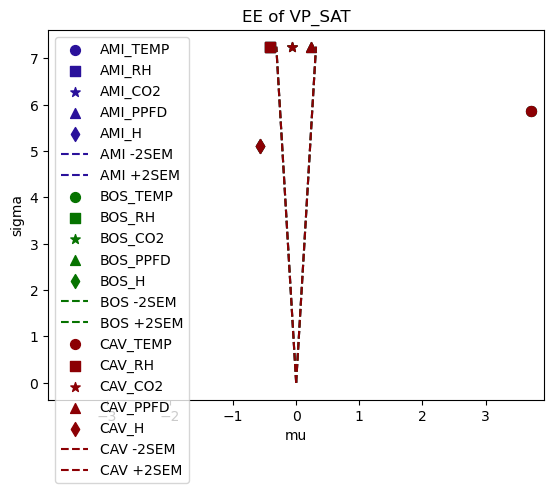 EE of VP_SAT
AMI_TEMP
AMI_RH
AMI_CO2
AMI_PPFD
AMI_H
AMI -2SEM
AMI +2SEM
BOS_TEMP
BOS_RH
BOS_CO2
BOS_PPFD
BOS_H
BOS -2SEM
BOS +2SEM
CAV_TEMP
CAV_RH
CAV_CO2
CAV_PPFD
CAV_H
CAV -2SEM
CAV +2SEM
sigma
7
6
5
4
3
2
1
0
−3 −2 −1 0 1 2 3
mu